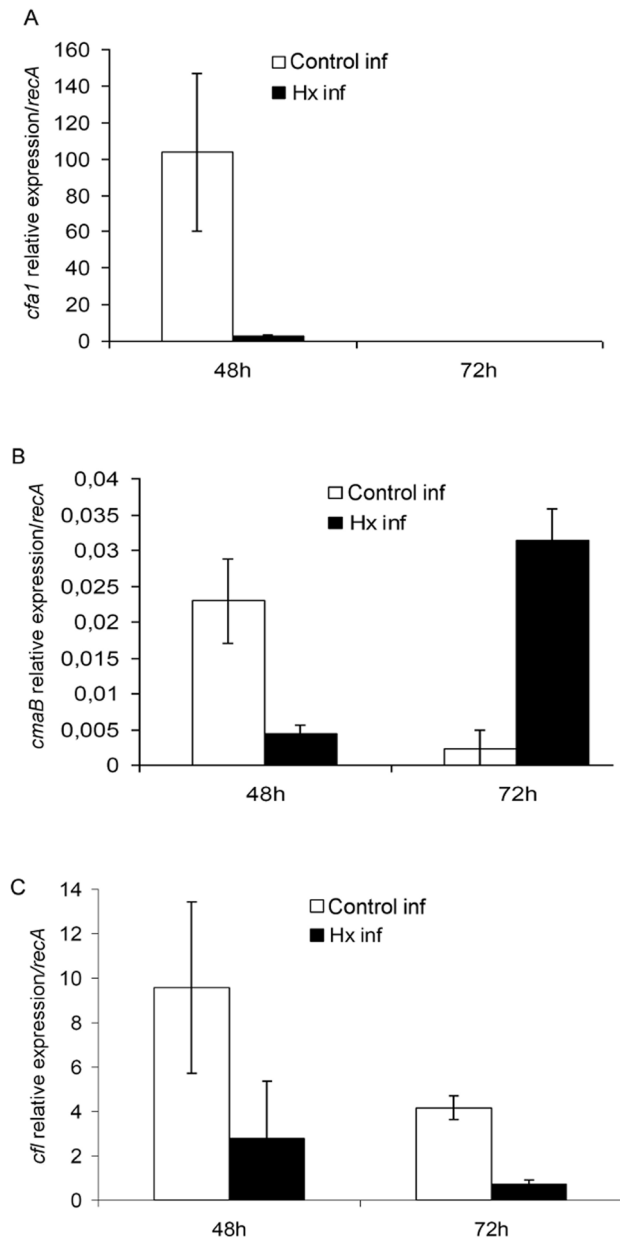 A
cfa1 relative expression/recA
160
140
120
100
80
60
40
20
0
Control inf
Hx inf
48h 72h
B
cmaB relative expression/recA
0,04
0,035
0,03
0,025
0,02
0,015
0,01
0,005
0
Control inf
Hx inf
48h 72h
C
cfl relative expression/recA
14
12
10
8
6
4
2
0
Control inf
Hx inf
48h 72h